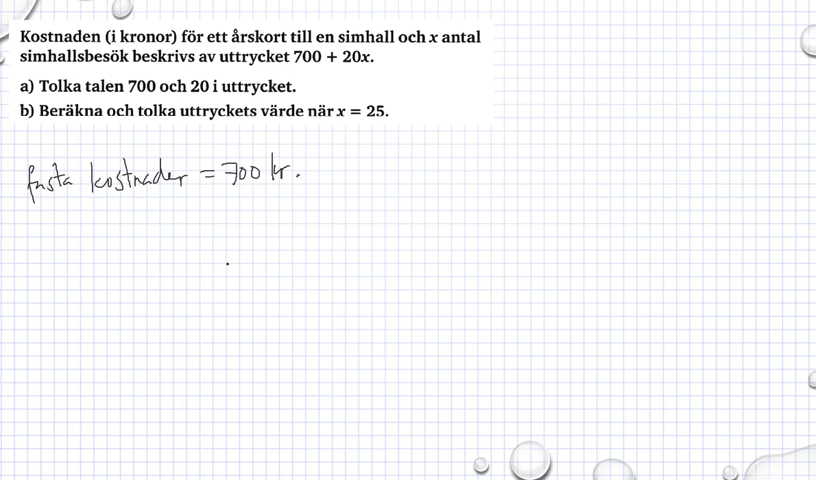 Kostnaden (i kronor) för ett årskort till en simhall och x antal
simhallsbesök beskrivs av uttrycket 700 + 20x.
a) Tolka talen 700 och 20 i uttrycket.
b) Beräkna och tolka uttryckets värde när x = 25.
fasta kostnader = 700 kr.